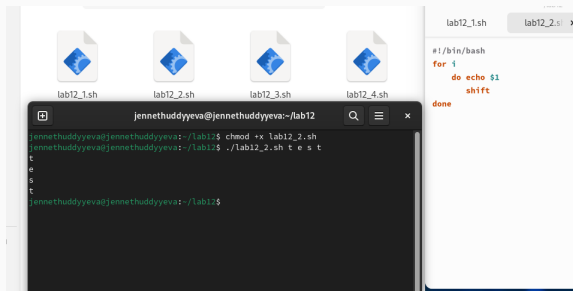 lab12_1.sh
lab12_2.sh
lab12_3.sh
lab12_4.sh
jennethuddyyeva@jennethuddyyeva:~/lab12
jennethuddyyeva@jennethuddyyeva:~/lab12$ chmod +x lab12_2.sh
jennethuddyyeva@jennethuddyyeva:~/lab12$ ./lab12_2.sh t e s t
t
e
s
t
jennethuddyyeva@jennethuddyyeva:~/lab12$
lab12_1.sh
lab12_2.s
#!/bin/bash
for i
do echo $1
shift
done